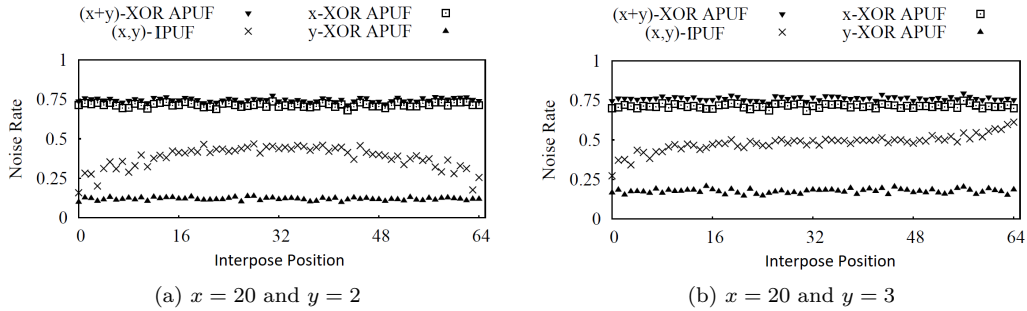 (x+y)-XOR APUF ▼ x-XOR APUF ⊡
(x,y)-IPUF × y-XOR APUF ▲
1
0.75
0.5
0.25
0
Noise Rate
0 16 32 48 64
Interpose Position
(a) x = 20 and y = 2
(x+y)-XOR APUF ▼ x-XOR APUF ⊡
(x,y)-IPUF × y-XOR APUF ▲
1
0.75
0.5
0.25
0
Noise Rate
0 16 32 48 64
Interpose Position
(b) x = 20 and y = 3